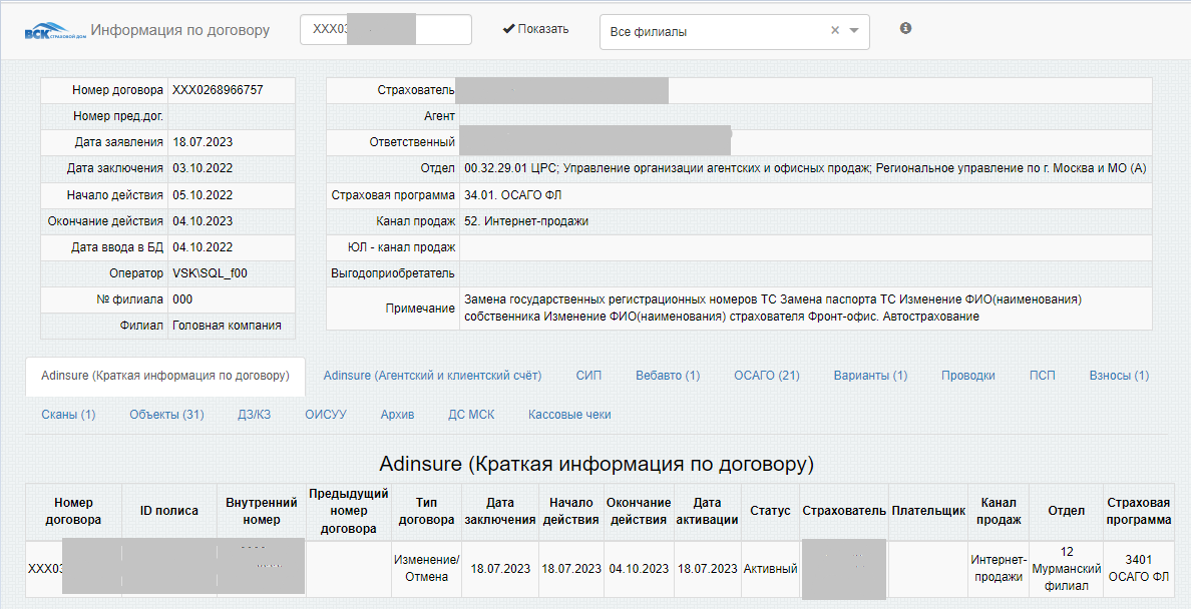 ВСК СТРАХОВОЙ ДОМ Информация по договору XXX03 Показать Все филиалы
Номер договора XXX0268966757
Номер пред.дог.
Дата заявления 18.07.2023
Дата заключения 03.10.2022
Начало действия 05.10.2022
Окончание действия 04.10.2023
Дата ввода в БД 04.10.2022
Оператор VSK\SQL_f00
№ филиала 000
Филиал Головная компания
Страхователь
Агент
Ответственный
Отдел 00.32.29.01 ЦРС; Управление организации агентских и офисных продаж; Региональное управление по г. Москва и МО (А)
Страховая программа 34.01. ОСАГО ФЛ
Канал продаж 52. Интернет-продажи
ЮЛ - канал продаж
Выгодоприобретатель
Примечание Замена государственных регистрационных номеров ТС Замена паспорта ТС Изменение ФИО(наименования)
собственника Изменение ФИО(наименования) страхователя Фронт-офис. Автострахование
Adinsure (Краткая информация по договору) Adinsure (Агентский и клиентский счёт) СИП Вебавто (1) ОСАГО (21) Варианты (1) Проводки ПСП Взносы (1)
Сканы (1) Объекты (31) ДЗ/КЗ ОИСУУ Архив ДС МСК Кассовые чеки
Adinsure (Краткая информация по договору)
Номер договора ID полиса Внутренний номер Предыдущий номер договора Тип договора Дата заключения Начало действия Окончание действия Дата активации Статус Страхователь Плательщик Канал продаж Отдел Страховая программа
XXX03 Изменение/Отмена 18.07.2023 18.07.2023 04.10.2023 18.07.2023 Активный Интернет-продажи 12 Мурманский филиал 3401 ОСАГО ФЛ